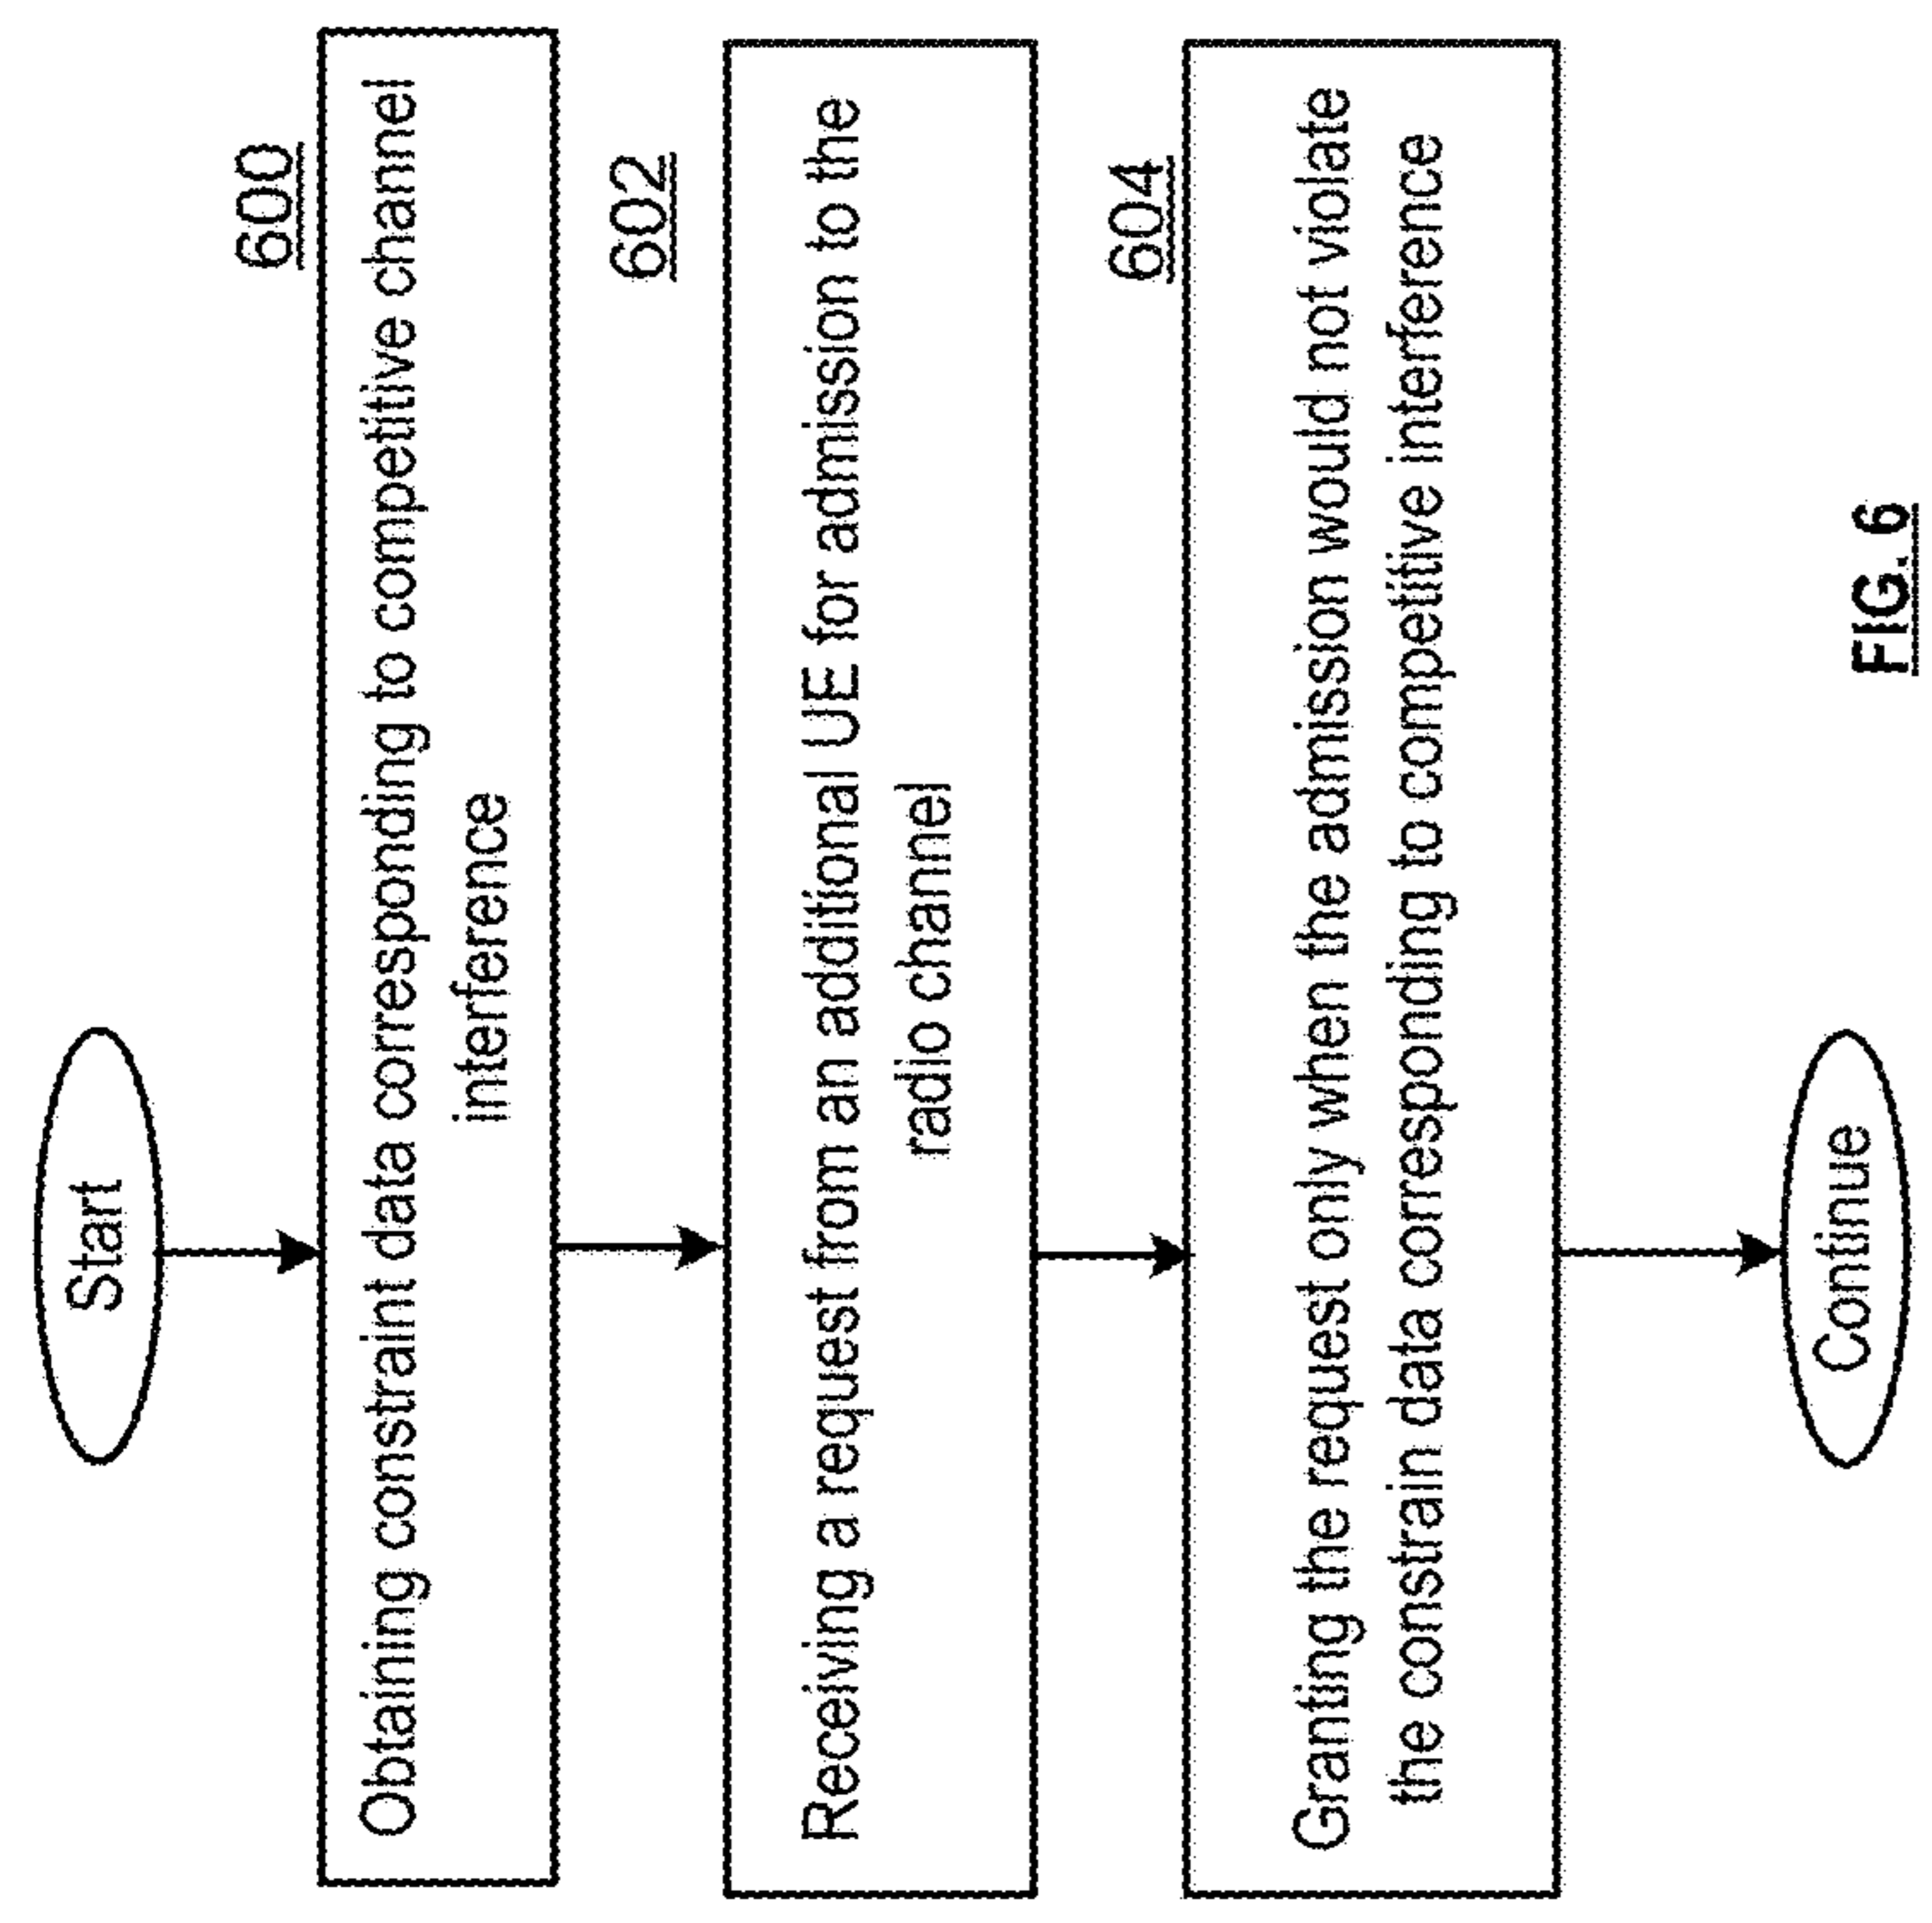 Start
600
Obtaining constraint data corresponding to competitive channel
interference
602
Receiving a request from an additional UE for admission to the
radio channel
604
Granting the request only when the admission would not violate
the constrain data corresponding to competitive interference
Continue
FIG. 6